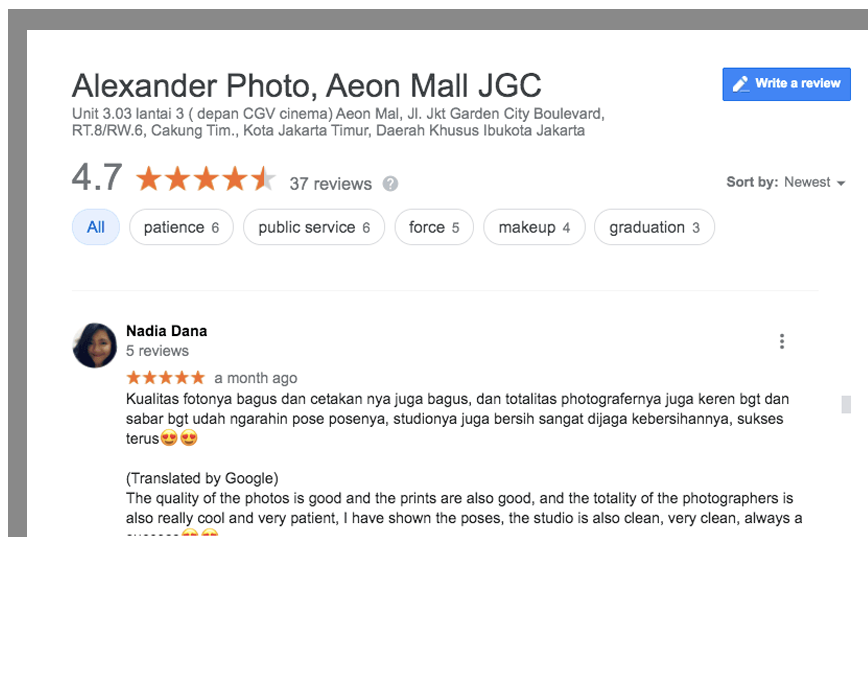 Alexander Photo, Aeon Mall JGC
Write a review
Unit 3.03 lantai 3 ( depan CGV cinema) Aeon Mal, Jl. Jkt Garden City Boulevard,
RT.8/RW.6, Cakung Tim., Kota Jakarta Timur, Daerah Khusus Ibukota Jakarta
4.7 37 reviews ?
Sort by: Newest
All patience 6 public service 6 force 5 makeup 4 graduation 3
Nadia Dana
5 reviews
a month ago
Kualitas fotonya bagus dan cetakan nya juga bagus, dan totalitas photografernya juga keren bgt dan
sabar bgt udah ngarahin pose posenya, studionya juga bersih sangat dijaga kebersihannya, sukses
terus😍😍
(Translated by Google)
The quality of the photos is good and the prints are also good, and the totality of the photographers is
also really cool and very patient, I have shown the poses, the studio is also clean, very clean, always a